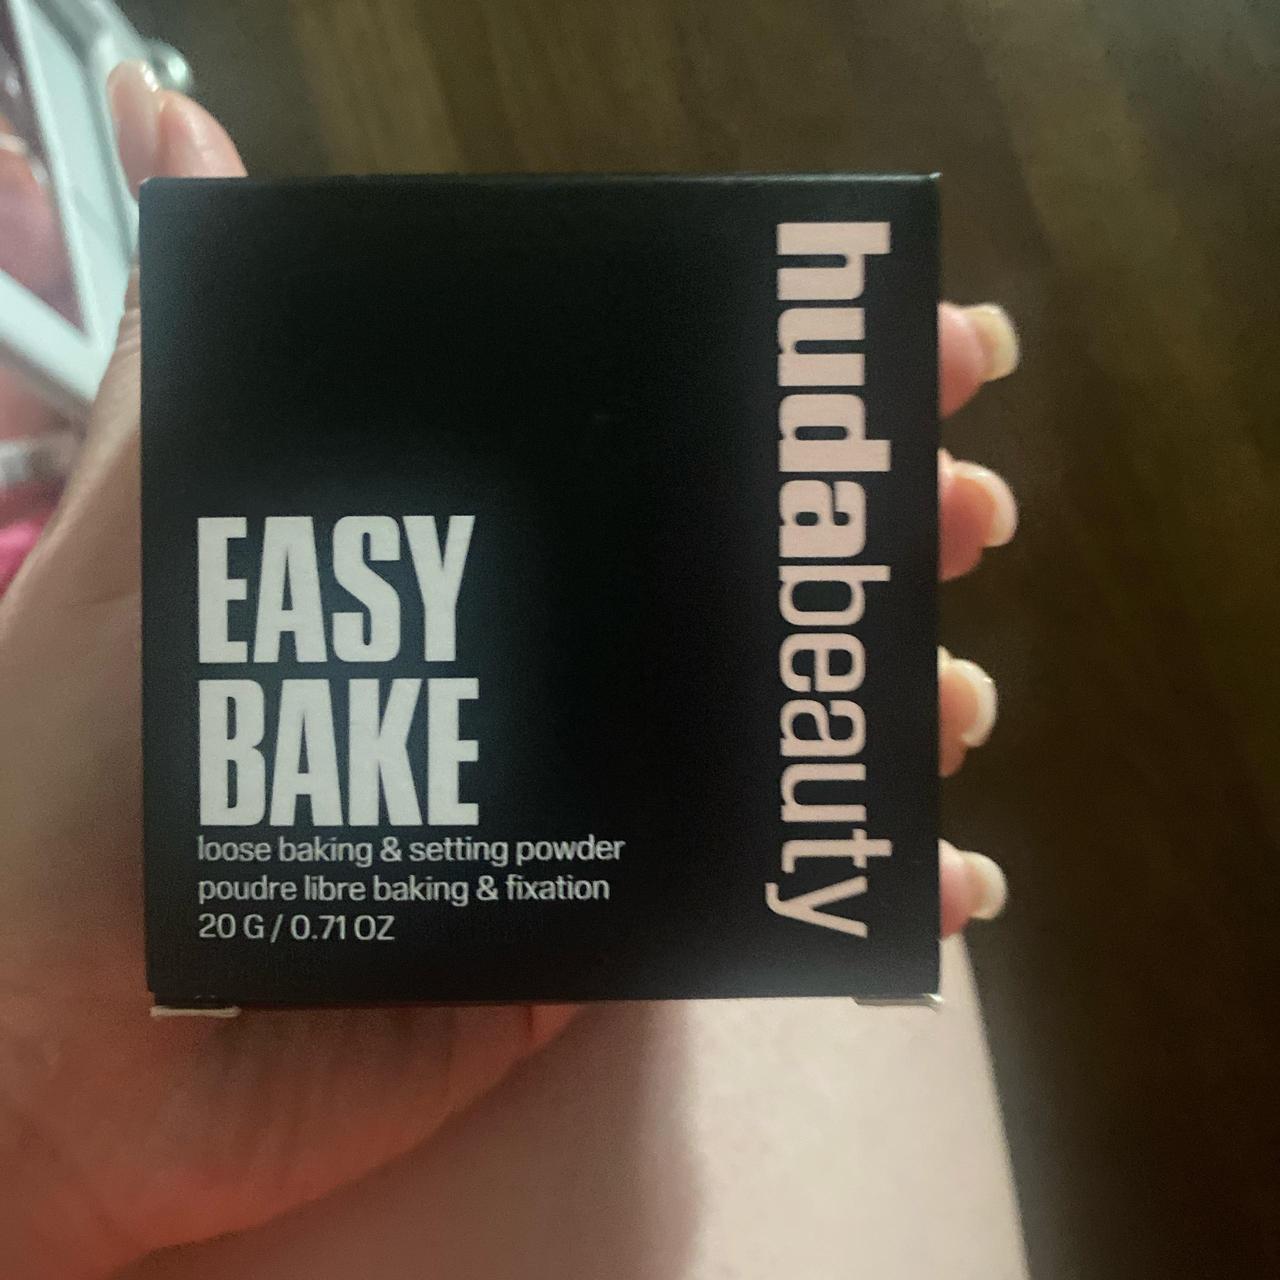 EASY
BAKE
loose baking & setting powder
poudre libre baking & fixation
20 G / 0.71 OZ
hudabeauty